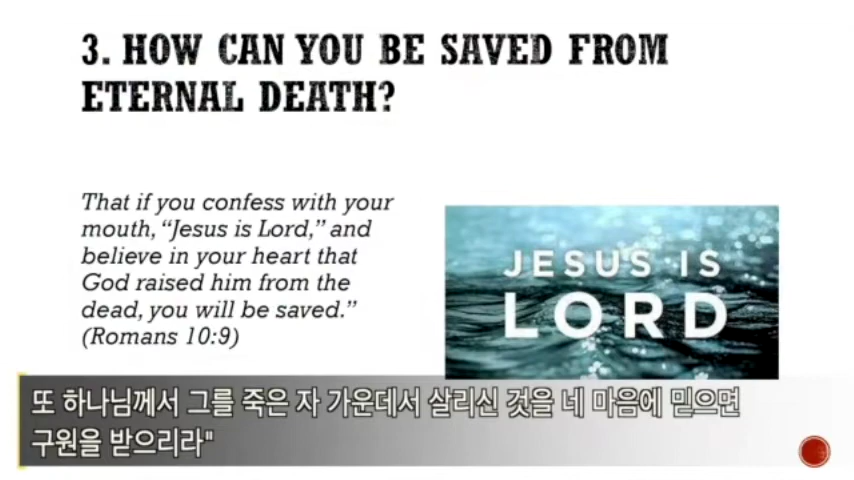 3. HOW CAN YOU BE SAVED FROM
ETERNAL DEATH?
That if you confess with your
mouth, “Jesus is Lord,” and
believe in your heart that
God raised him from the
dead, you will be saved.”
(Romans 10:9)
JESUS IS
LORD
또 하나님께서 그를 죽은 자 가운데서 살리신 것을 네 마음에 믿으면
구원을 받으리라"